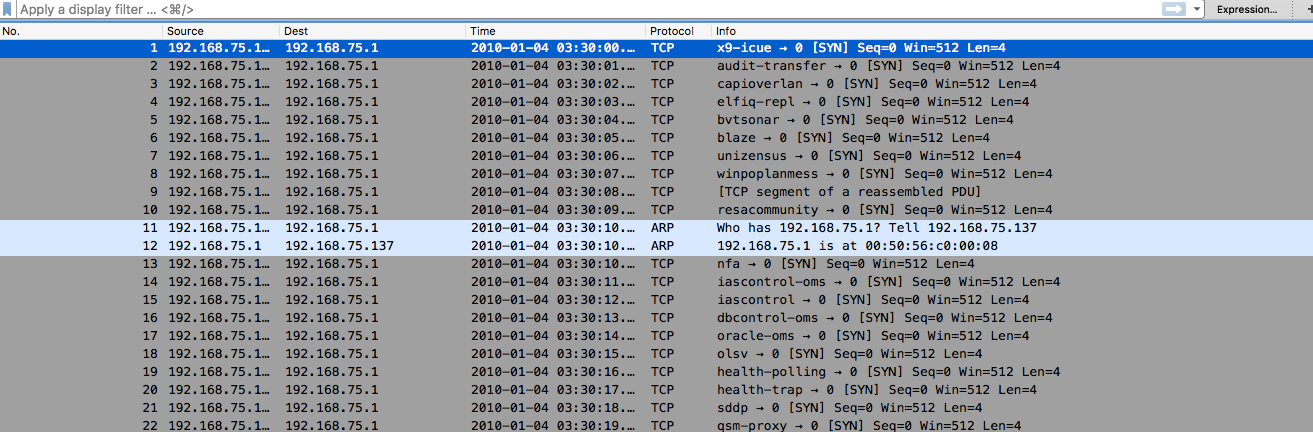 Apply a display filter ... <⌘/> Expression... +
No. Source Dest Time Protocol Info
1 192.168.75.1… 192.168.75.1 2010-01-04 03:30:00.… TCP x9-icue → 0 [SYN] Seq=0 Win=512 Len=4
2 192.168.75.1… 192.168.75.1 2010-01-04 03:30:01.… TCP audit-transfer → 0 [SYN] Seq=0 Win=512 Len=4
3 192.168.75.1… 192.168.75.1 2010-01-04 03:30:02.… TCP capioverlan → 0 [SYN] Seq=0 Win=512 Len=4
4 192.168.75.1… 192.168.75.1 2010-01-04 03:30:03.… TCP elfiq-repl → 0 [SYN] Seq=0 Win=512 Len=4
5 192.168.75.1… 192.168.75.1 2010-01-04 03:30:04.… TCP bvtsonar → 0 [SYN] Seq=0 Win=512 Len=4
6 192.168.75.1… 192.168.75.1 2010-01-04 03:30:05.… TCP blaze → 0 [SYN] Seq=0 Win=512 Len=4
7 192.168.75.1… 192.168.75.1 2010-01-04 03:30:06.… TCP unizensus → 0 [SYN] Seq=0 Win=512 Len=4
8 192.168.75.1… 192.168.75.1 2010-01-04 03:30:07.… TCP winpoplanmess → 0 [SYN] Seq=0 Win=512 Len=4
9 192.168.75.1… 192.168.75.1 2010-01-04 03:30:08.… TCP [TCP segment of a reassembled PDU]
10 192.168.75.1… 192.168.75.1 2010-01-04 03:30:09.… TCP resacommunity → 0 [SYN] Seq=0 Win=512 Len=4
11 192.168.75.1… 192.168.75.1 2010-01-04 03:30:10.… ARP Who has 192.168.75.1? Tell 192.168.75.137
12 192.168.75.1 192.168.75.137 2010-01-04 03:30:10.… ARP 192.168.75.1 is at 00:50:56:c0:00:08
13 192.168.75.1… 192.168.75.1 2010-01-04 03:30:10.… TCP nfa → 0 [SYN] Seq=0 Win=512 Len=4
14 192.168.75.1… 192.168.75.1 2010-01-04 03:30:11.… TCP iascontrol-oms → 0 [SYN] Seq=0 Win=512 Len=4
15 192.168.75.1… 192.168.75.1 2010-01-04 03:30:12.… TCP iascontrol → 0 [SYN] Seq=0 Win=512 Len=4
16 192.168.75.1… 192.168.75.1 2010-01-04 03:30:13.… TCP dbcontrol-oms → 0 [SYN] Seq=0 Win=512 Len=4
17 192.168.75.1… 192.168.75.1 2010-01-04 03:30:14.… TCP oracle-oms → 0 [SYN] Seq=0 Win=512 Len=4
18 192.168.75.1… 192.168.75.1 2010-01-04 03:30:15.… TCP olsv → 0 [SYN] Seq=0 Win=512 Len=4
19 192.168.75.1… 192.168.75.1 2010-01-04 03:30:16.… TCP health-polling → 0 [SYN] Seq=0 Win=512 Len=4
20 192.168.75.1… 192.168.75.1 2010-01-04 03:30:17.… TCP health-trap → 0 [SYN] Seq=0 Win=512 Len=4
21 192.168.75.1… 192.168.75.1 2010-01-04 03:30:18.… TCP sddp → 0 [SYN] Seq=0 Win=512 Len=4
22 192.168.75.1… 192.168.75.1 2010-01-04 03:30:19.… TCP qsm-proxy → 0 [SYN] Seq=0 Win=512 Len=4